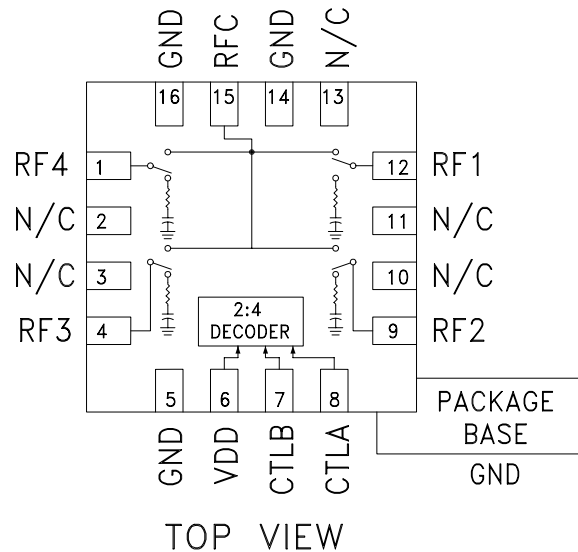 GND
RFC
GND
N/C
16
15
14
13
RF4
1
12
RF1
N/C
2
11
N/C
N/C
3
10
N/C
RF3
4
9
RF2
2:4
DECODER
5
6
7
8
GND
VDD
CTLB
CTLA
PACKAGE
BASE
GND
TOP VIEW